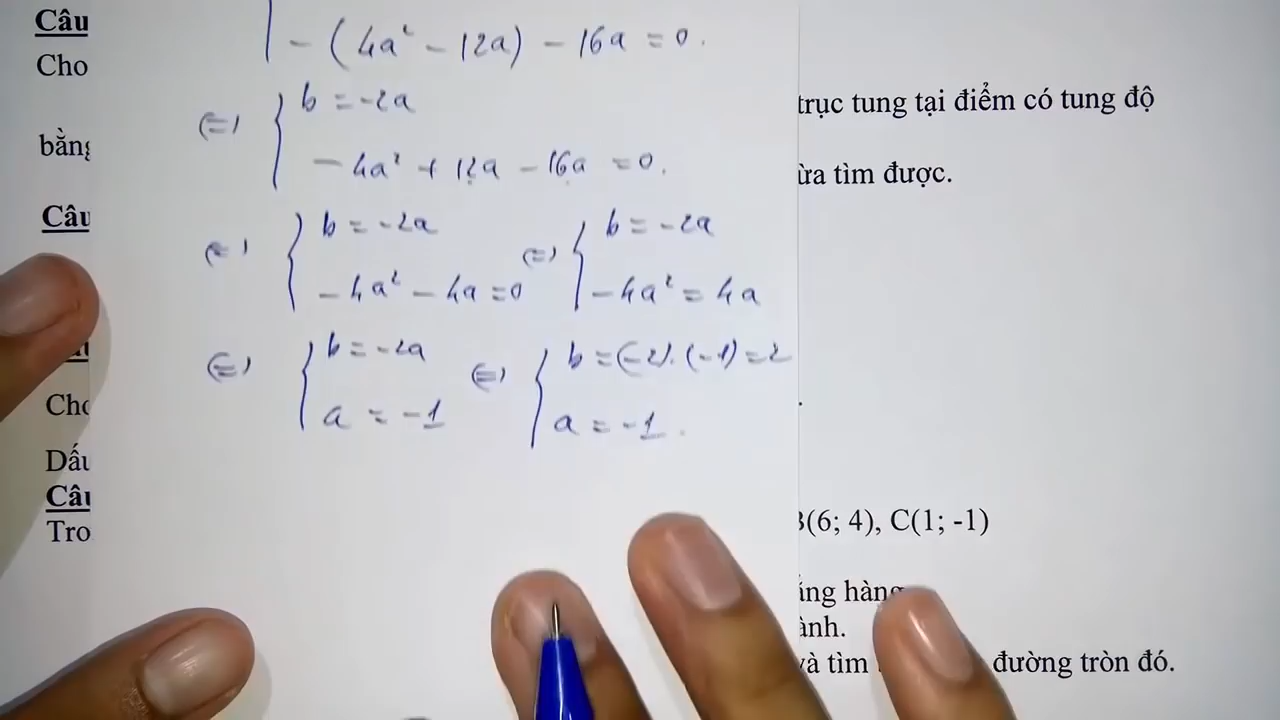 Câu
- (4a² - 12a) - 16a = 0.
Cho
b = -2a
trục tung tại điểm có tung độ
(=)
bằng
- 4a² + 12a - 16a = 0.
ừa tìm được.
Câu
b = -2a
b = -2a
(=)
(=)
- 4a² - 4a = 0
- 4a² = 4a
b = -2a
b = (-2). (-1) = 2
(=)
(=)
a = -1
a = -1.
Cho
Dấu
Câu
B(6; 4), C(1; -1)
Tro
ẳng hàng
ành.
và tìm
đường tròn đó.